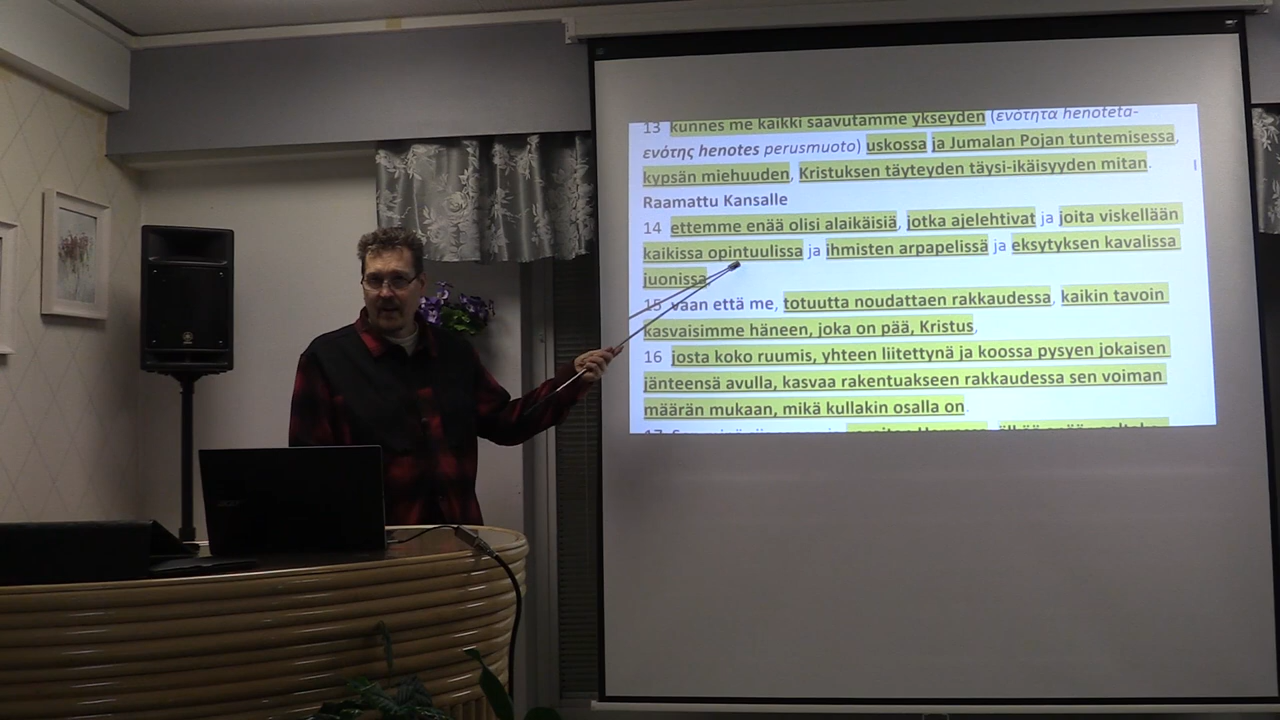 13 kunnes me kaikki saavutamme ykseyden (ενότητα henoteta-
ενότης henotes perusmuoto) uskossa ja Jumalan Pojan tuntemisessa,
kypsän miehuuden, Kristuksen täyteyden täysi-ikäisyyden mitan.
Raamattu Kansalle
14 ettemme enää olisi alaikäisiä, jotka ajelehtivat ja joita viskellään
kaikissa opintuulissa ja ihmisten arpapelissä ja eksytyksen kavalissa
juonissa,
15 vaan että me, totuutta noudattaen rakkaudessa, kaikin tavoin
kasvaisimme häneen, joka on pää, Kristus,
16 josta koko ruumis, yhteen liitettynä ja koossa pysyen jokaisen
jänteensä avulla, kasvaa rakentuakseen rakkaudessa sen voiman
määrän mukaan, mikä kullakin osalla on.
acer